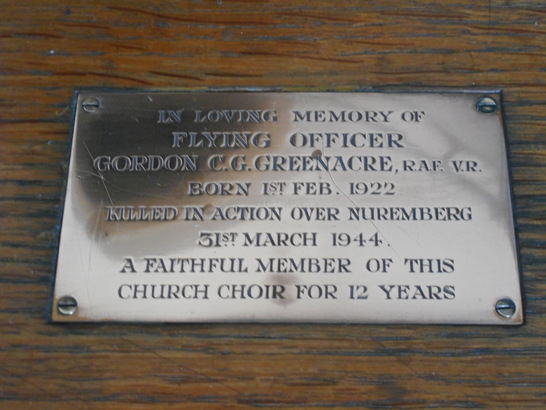 IN LOVING MEMORY OF
FLYING OFFICER
GORDON C.G. GREENACRE, R.A.F. V.R.
BORN 1ST FEB. 1922
KILLED IN ACTION OVER NUREMBERG
31ST MARCH 1944.
A FAITHFUL MEMBER OF THIS
CHURCH CHOIR FOR 12 YEARS